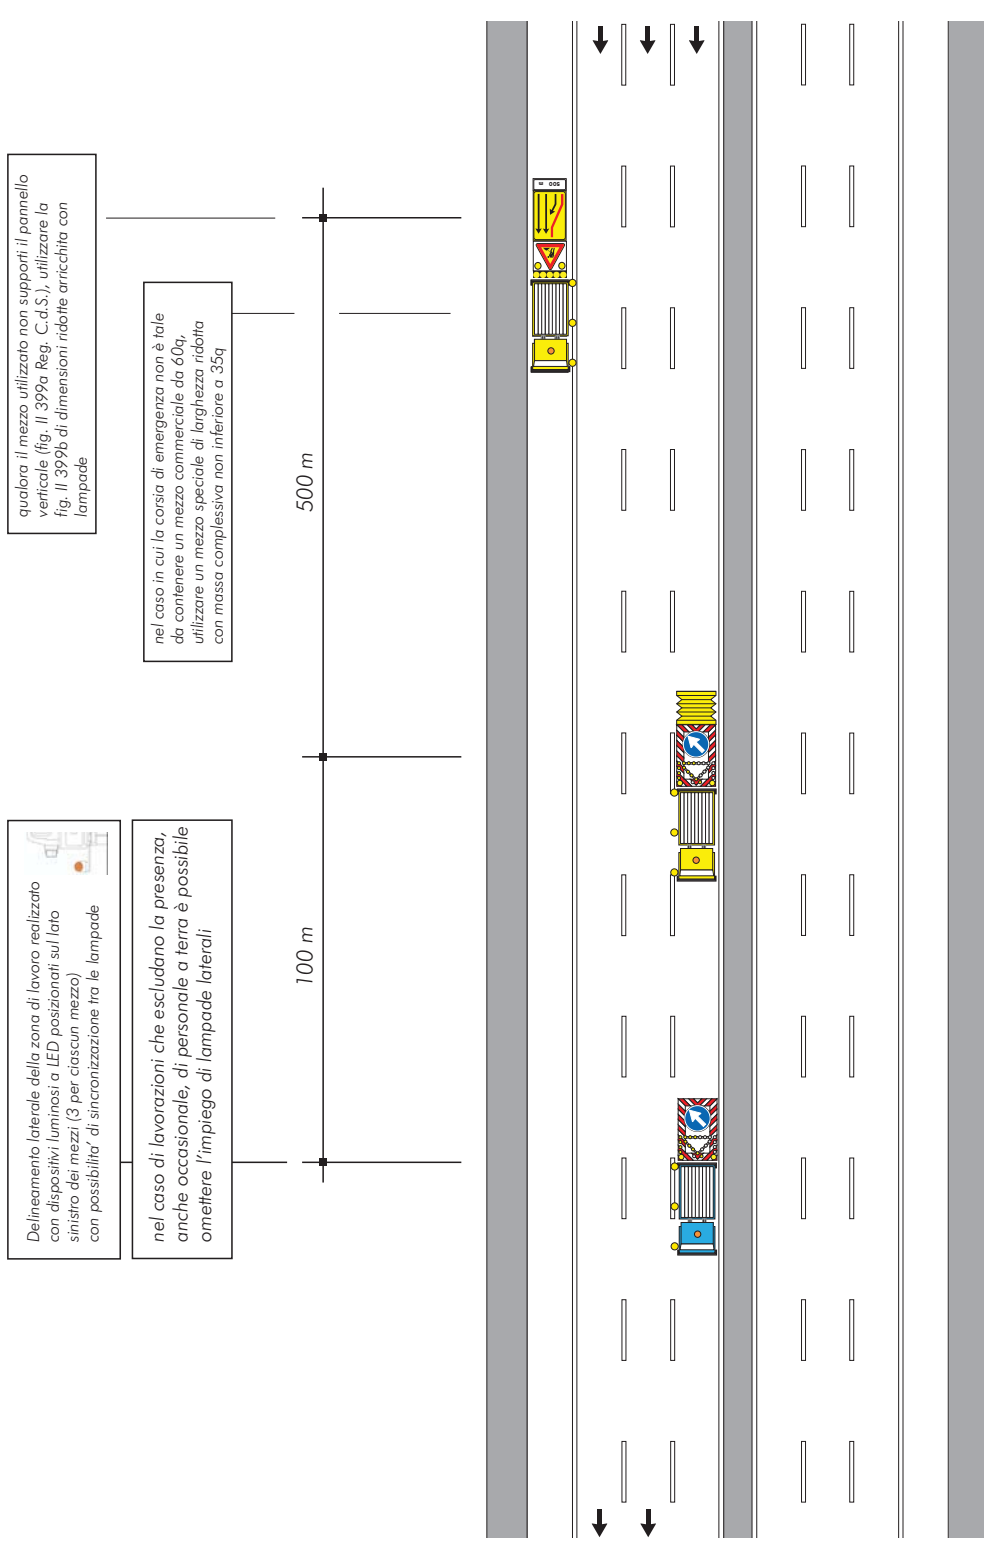 qualora il mezzo utilizzato non supporti il pannello
verticale (fig. II 399a Reg. C.d.S.), utilizzare la
fig. II 399b di dimensioni ridotte arricchita con
lampade
nel caso in cui la corsia di emergenza non è tale
da contenere un mezzo commerciale da 60q,
utilizzare un mezzo speciale di larghezza ridotta
con massa complessiva non inferiore a 35q
500 m
500 m
Delineamento laterale della zona di lavoro realizzato
con dispositivi luminosi a LED posizionati sul lato
sinistro dei mezzi (3 per ciascun mezzo)
con possibilita' di sincronizzazione tra le lampade
nel caso di lavorazioni che escludano la presenza,
anche occasionale, di personale a terra è possibile
omettere l'impiego di lampade laterali
100 m